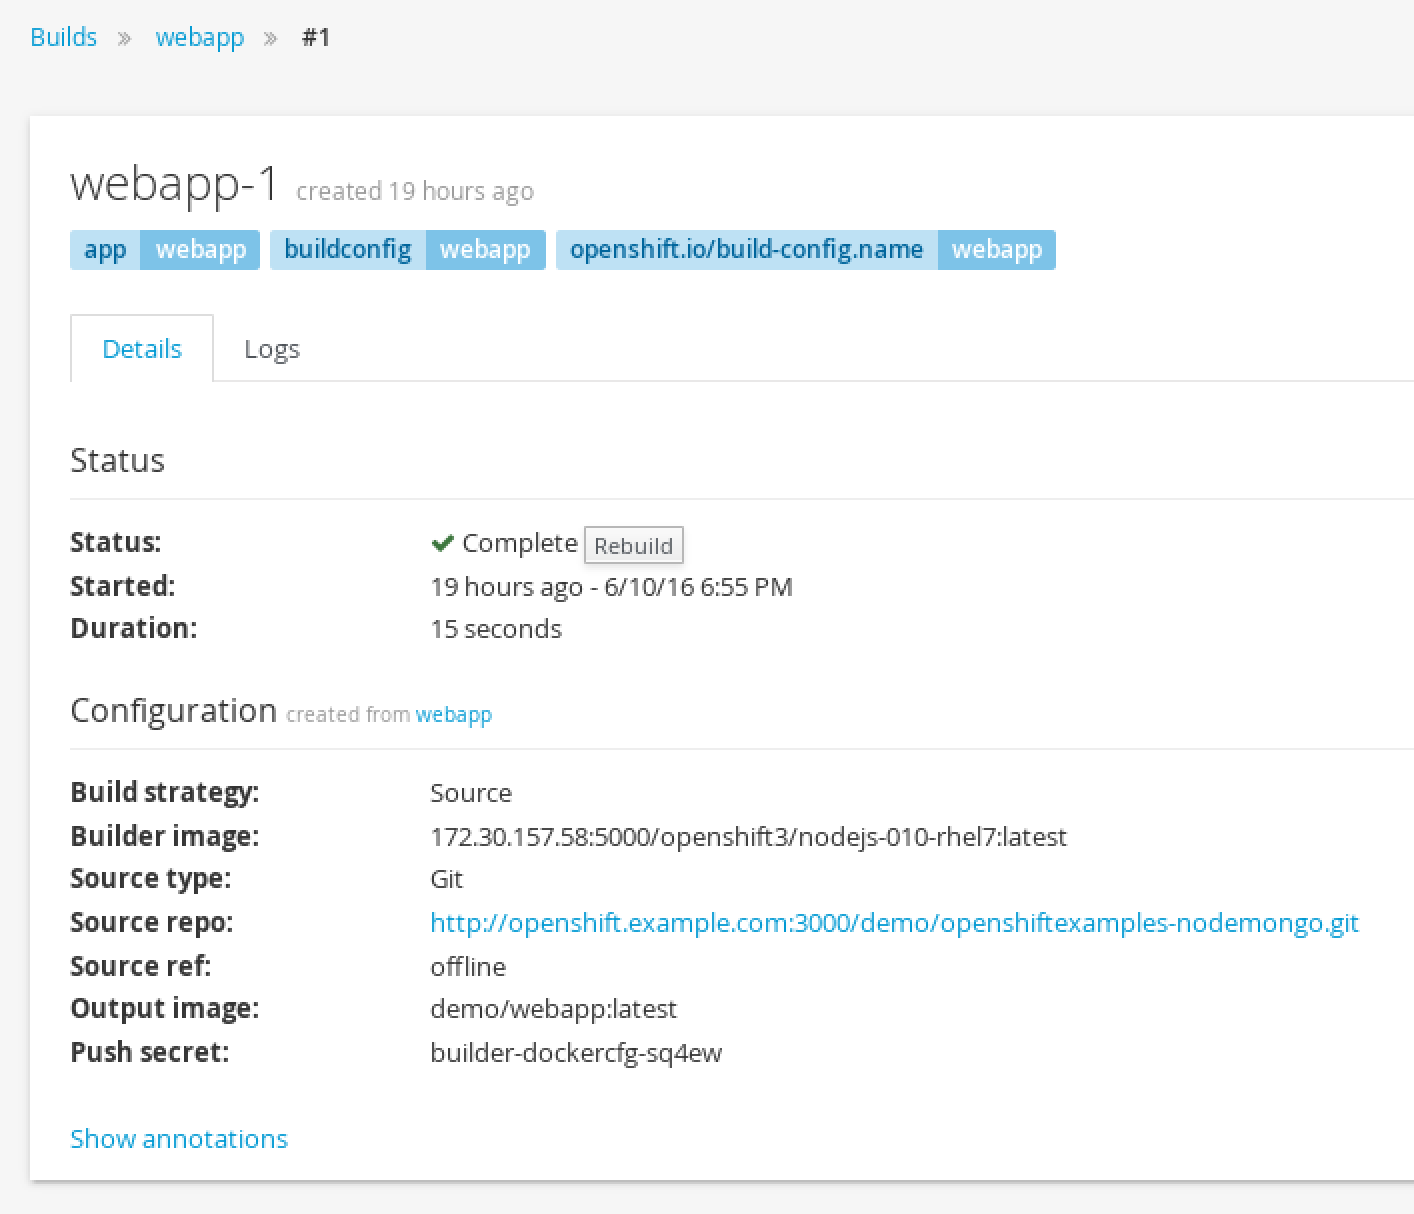 Builds » webapp » #1
webapp-1 created 19 hours ago
app webapp buildconfig webapp openshift.io/build-config.name webapp
Details Logs
Status
Status: Complete Rebuild
Started: 19 hours ago - 6/10/16 6:55 PM
Duration: 15 seconds
Configuration created from webapp
Build strategy: Source
Builder image: 172.30.157.58:5000/openshift3/nodejs-010-rhel7:latest
Source type: Git
Source repo: http://openshift.example.com:3000/demo/openshiftexamples-nodemongo.git
Source ref: offline
Output image: demo/webapp:latest
Push secret: builder-dockercfg-sq4ew
Show annotations